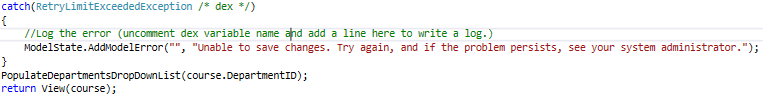 catch(RetryLimitExceededException /* dex */)
{
//Log the error (uncomment dex variable name and add a line here to write a log.)
ModelState.AddModelError("", "Unable to save changes. Try again, and if the problem persists, see your system administrator.");
}
PopulateDepartmentsDropDownList(course.DepartmentID);
return View(course);